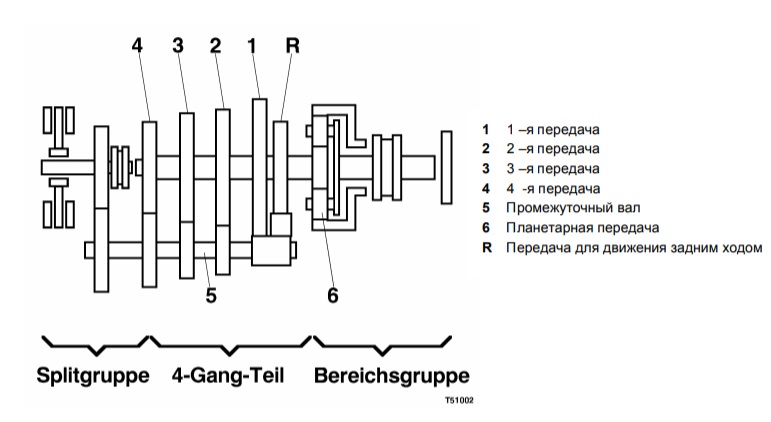 4 3 2 1 R
5 6
Splitgruppe 4-Gang-Teil Bereichsgruppe
T51002
1 1 –я передача
2 2 –я передача
3 3 –я передача
4 4 -я передача
5 Промежуточный вал
6 Планетарная передача
R Передача для движения задним ходом